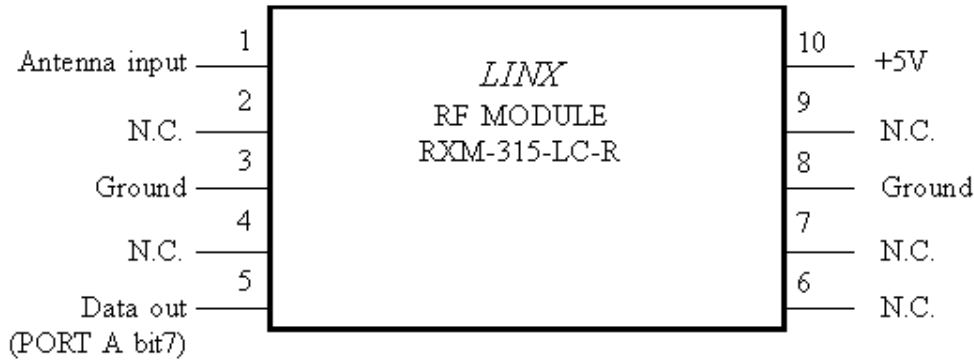 1
Antenna input
2
N.C.
3
Ground
4
N.C.
5
Data out
(PORT A bit7)
LINX
RF MODULE
RXM-315-LC-R
10
+5V
9
N.C.
8
Ground
7
N.C.
6
N.C.